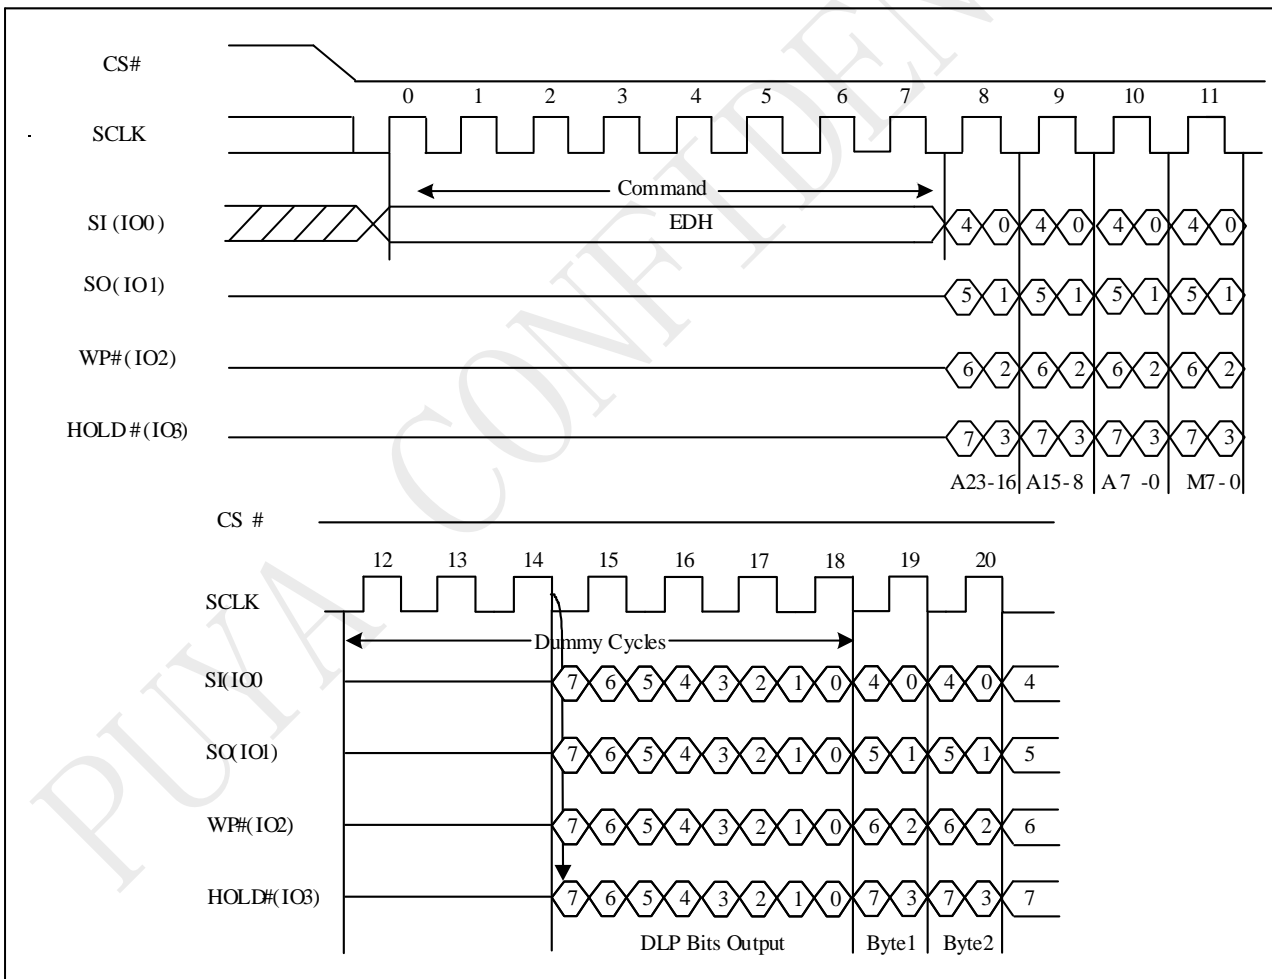 CS#
0 1 2 3 4 5 6 7 8 9 10 11
SCLK
Command
SI (IO0)
EDH
4 0 4 0 4 0 4 0
SO(IO1)
5 1 5 1 5 1 5 1
WP#(IO2)
6 2 6 2 6 2 6 2
HOLD#(IO3)
7 3 7 3 7 3 7 3
A23-16 A15-8 A7-0 M7-0
CS #
12 13 14 15 16 17 18 19 20
SCLK
Dummy Cycles
SI(IO0
7 6 5 4 3 2 1 0 4 0 4 0 4
SO(IO1)
7 6 5 4 3 2 1 0 5 1 5 1 5
WP#(IO2)
7 6 5 4 3 2 1 0 6 2 6 2 6
HOLD#(IO3)
7 6 5 4 3 2 1 0 7 3 7 3 7
DLP Bits Output Byte1 Byte2
PUYA CONFIDEN